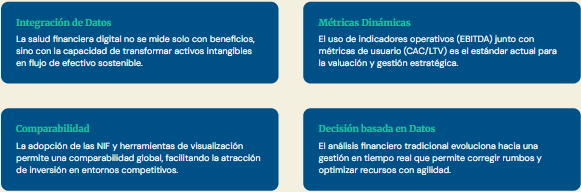 Integración de Datos
La salud financiera digital no se mide solo con beneficios,
sino con la capacidad de transformar activos intangibles
en flujo de efectivo sostenible.
Métricas Dinámicas
El uso de indicadores operativos (EBITDA) junto con
métricas de usuario (CAC/LTV) es el estándar actual para
la valuación y gestión estratégica.
Comparabilidad
La adopción de las NIF y herramientas de visualización
permite una comparabilidad global, facilitando la atracción
de inversión en entornos competitivos.
Decisión basada en Datos
El análisis financiero tradicional evoluciona hacia una
gestión en tiempo real que permite corregir rumbos y
optimizar recursos con agilidad.